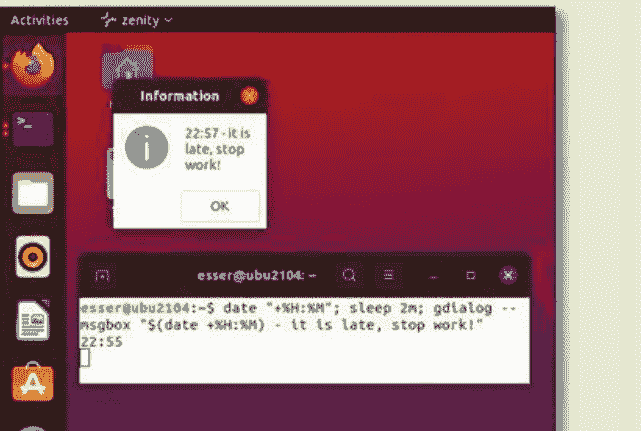 Activities zenity
Information
22:57 - it is
late, stop
work!
OK
esser@ubu2104: ~
esser@ubu2104:~$ date "+%H:%M"; sleep 2m; gdialog --
msgbox "$(date +%H:%M) - it is late, stop work!"
22:55